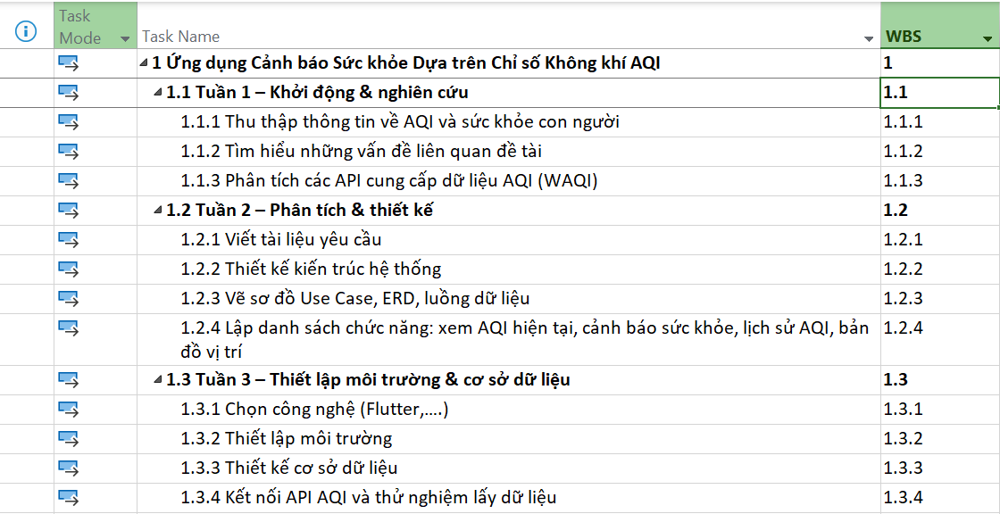 Task
Mode
Task Name
WBS
1 Ứng dụng Cảnh báo Sức khỏe Dựa trên Chỉ số Không khí AQI 1
1.1 Tuần 1 – Khởi động & nghiên cứu 1.1
1.1.1 Thu thập thông tin về AQI và sức khỏe con người 1.1.1
1.1.2 Tìm hiểu những vấn đề liên quan đề tài 1.1.2
1.1.3 Phân tích các API cung cấp dữ liệu AQI (WAQI) 1.1.3
1.2 Tuần 2 – Phân tích & thiết kế 1.2
1.2.1 Viết tài liệu yêu cầu 1.2.1
1.2.2 Thiết kế kiến trúc hệ thống 1.2.2
1.2.3 Vẽ sơ đồ Use Case, ERD, luồng dữ liệu 1.2.3
1.2.4 Lập danh sách chức năng: xem AQI hiện tại, cảnh báo sức khỏe, lịch sử AQI, bản 1.2.4
đồ vị trí
1.3 Tuần 3 – Thiết lập môi trường & cơ sở dữ liệu 1.3
1.3.1 Chọn công nghệ (Flutter,....) 1.3.1
1.3.2 Thiết lập môi trường 1.3.2
1.3.3 Thiết kế cơ sở dữ liệu 1.3.3
1.3.4 Kết nối API AQI và thử nghiệm lấy dữ liệu 1.3.4